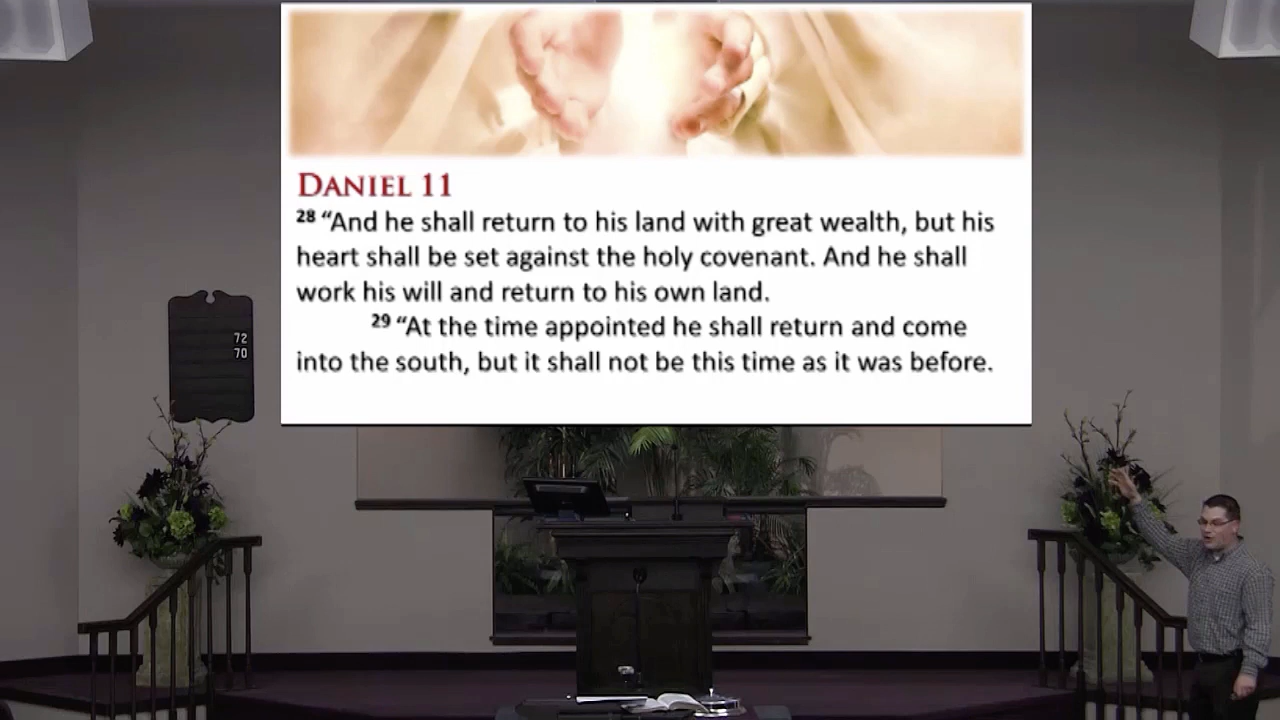 DANIEL 11
28 “And he shall return to his land with great wealth, but his
heart shall be set against the holy covenant. And he shall
work his will and return to his own land.
29 “At the time appointed he shall return and come
into the south, but it shall not be this time as it was before.
72
70